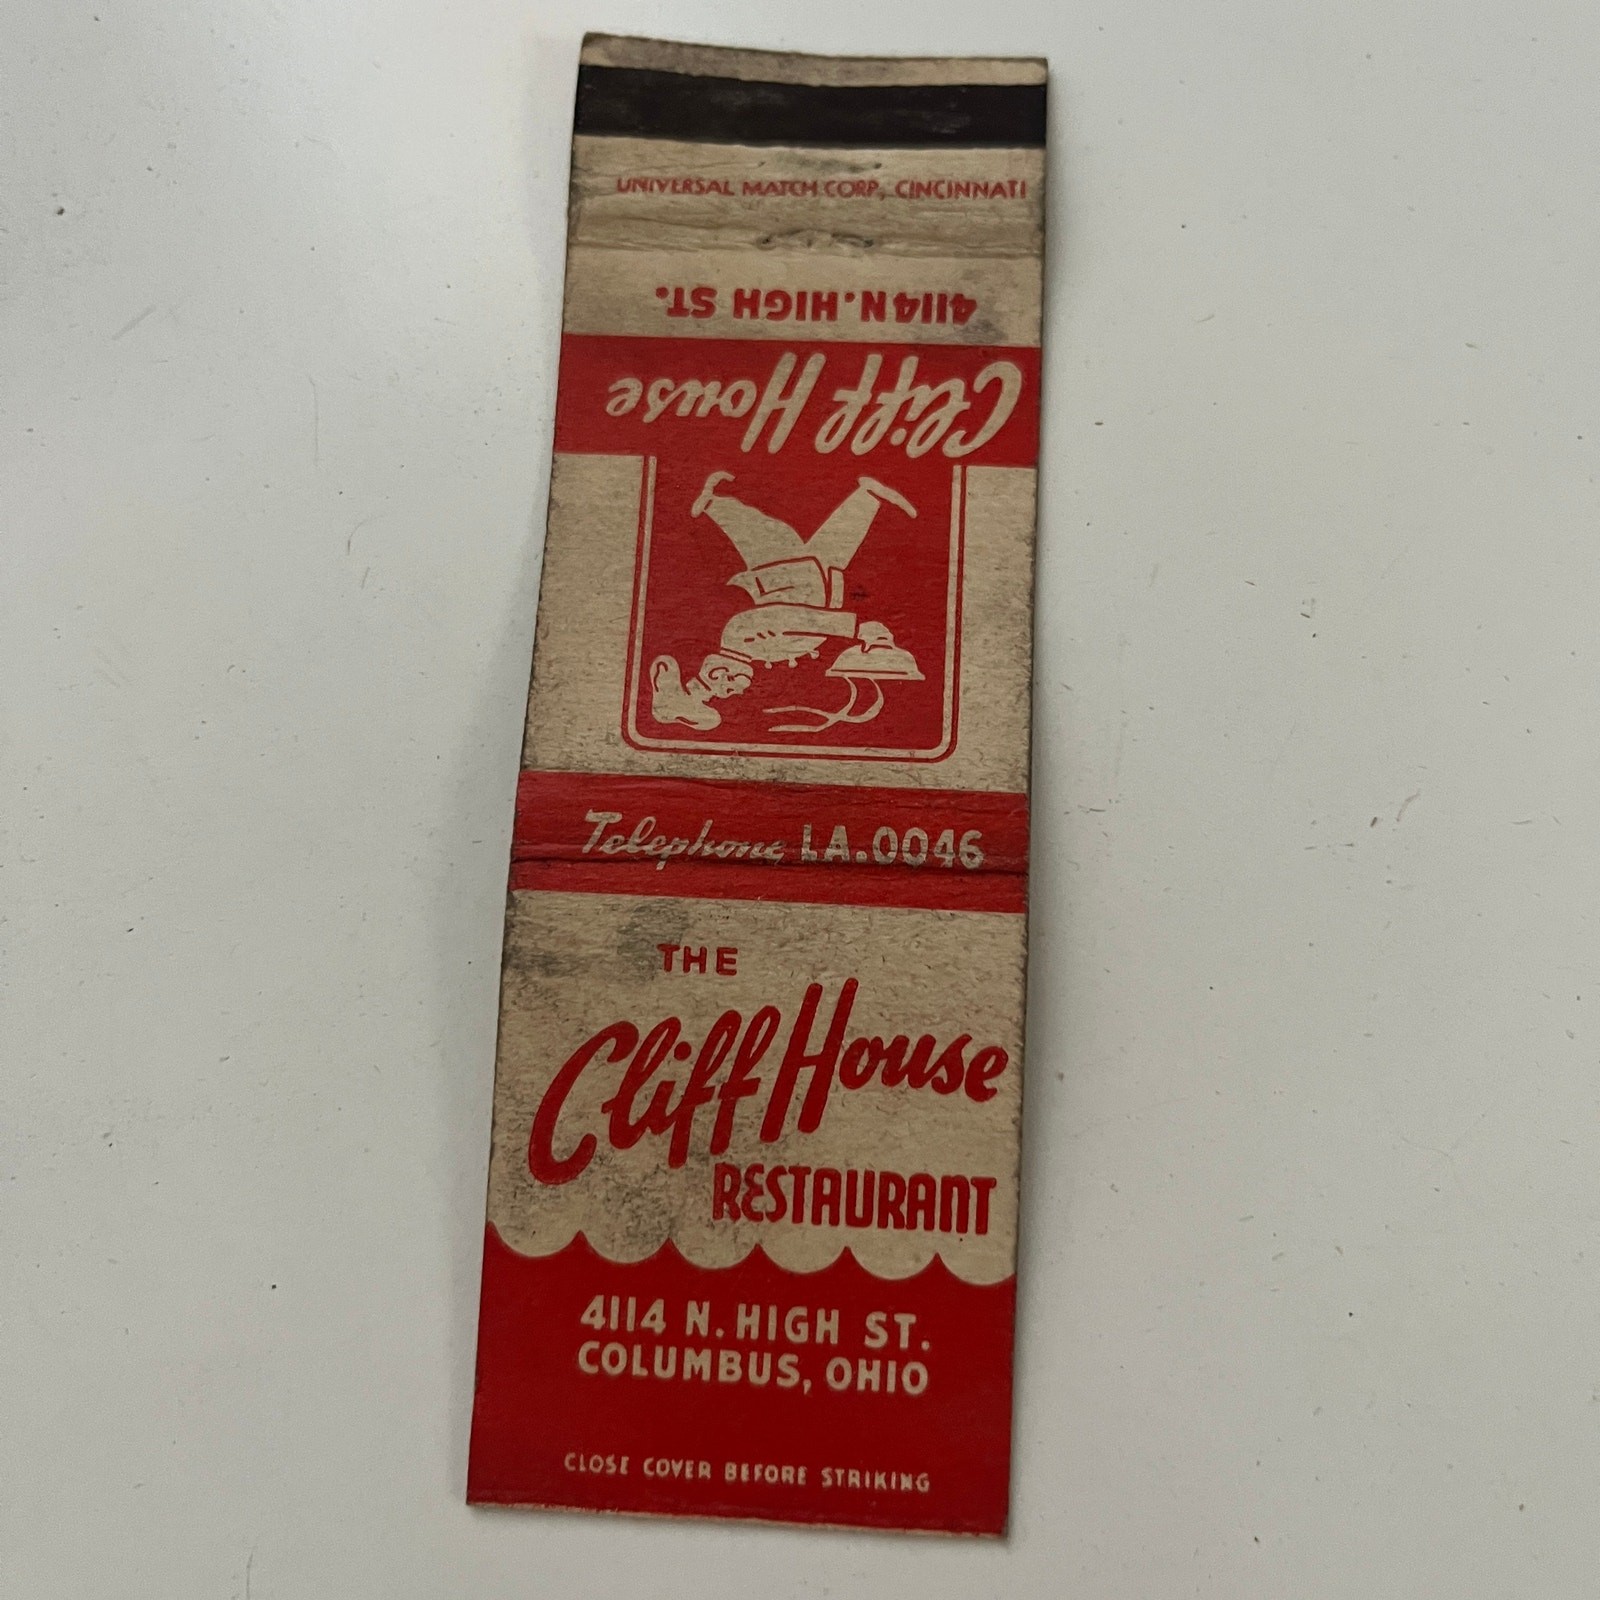 UNIVERSAL MATCH CORP., CINCINNATI
4114 N. HIGH ST.
Cliff House
Telephone LA.0046
THE
Cliff House
RESTAURANT
4114 N. HIGH ST.
COLUMBUS, OHIO
CLOSE COVER BEFORE STRIKING